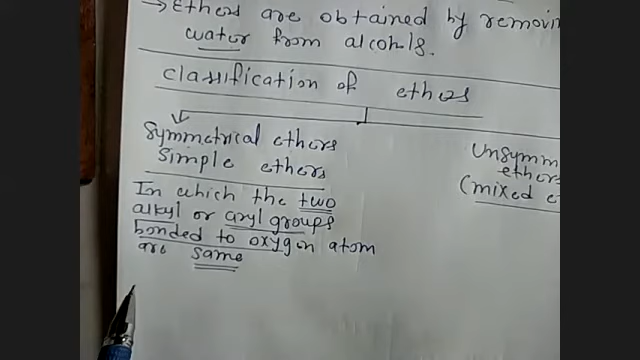 → Ethers are obtained by removin
water from alcohols.
classification of ethers
Symmetrical ethers
Simple ethers
In which the two
alkyl or aryl groups
bonded to oxygen atom
are same
Unsymm
ethers
(mixed e